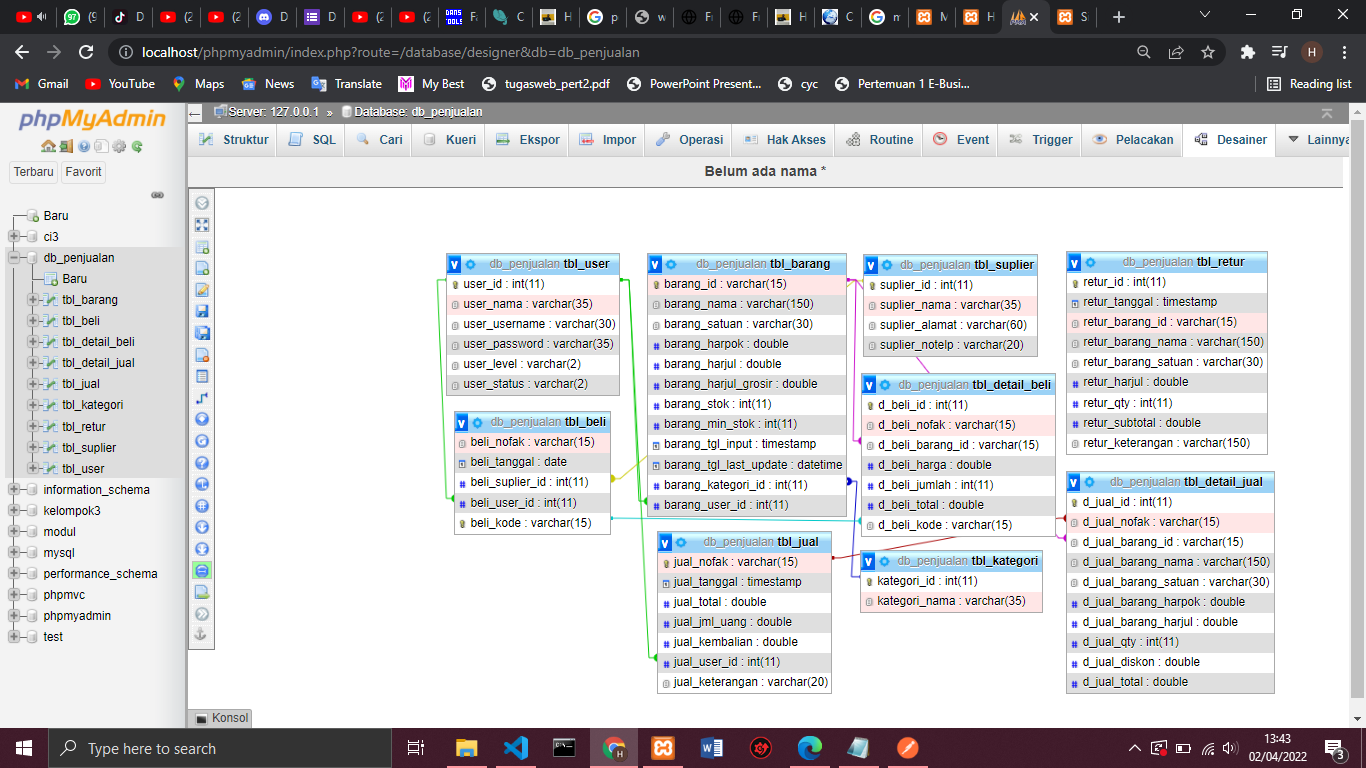 (9
D
(2
(2
D
D
(2
(2
DANS TOOLS
F
C
H
p
w
Fi
Fi
H
C
m
M
H
S
localhost/phpmyadmin/index.php?route=/database/designer&db=db_penjualan
H
Gmail YouTube Maps News Translate My Best tugasweb_pert2.pdf PowerPoint Present... cyc Pertemuan 1 E-Busi... Reading list
phpMyAdmin
Terbaru Favorit
Baru
ci3
db_penjualan
Baru
tbl_barang
tbl_beli
tbl_detail_beli
tbl_detail_jual
tbl_jual
tbl_kategori
tbl_retur
tbl_suplier
tbl_user
information_schema
kelompok3
modul
mysql
performance_schema
phpmvc
phpmyadmin
test
Server: 127.0.0.1 » Database: db_penjualan
Struktur SQL Cari Kueri Ekspor Impor Operasi Hak Akses Routine Event Trigger Pelacakan Desainer Lainnya
Belum ada nama *
db_penjualan tbl_user
user_id : int(11)
user_nama : varchar(35)
user_username : varchar(30)
user_password : varchar(35)
user_level : varchar(2)
user_status : varchar(2)
db_penjualan tbl_beli
beli_nofak : varchar(15)
beli_tanggal : date
beli_suplier_id : int(11)
beli_user_id : int(11)
beli_kode : varchar(15)
db_penjualan tbl_barang
barang_id : varchar(15)
barang_nama : varchar(150)
barang_satuan : varchar(30)
barang_harpok : double
barang_harjul : double
barang_harjul_grosir : double
barang_stok : int(11)
barang_min_stok : int(11)
barang_tgl_input : timestamp
barang_tgl_last_update : datetime
barang_kategori_id : int(11)
barang_user_id : int(11)
db_penjualan tbl_jual
jual_nofak : varchar(15)
jual_tanggal : timestamp
jual_total : double
jual_jml_uang : double
jual_kembalian : double
jual_user_id : int(11)
jual_keterangan : varchar(20)
db_penjualan tbl_suplier
suplier_id : int(11)
suplier_nama : varchar(35)
suplier_alamat : varchar(60)
suplier_notelp : varchar(20)
db_penjualan tbl_detail_beli
d_beli_id : int(11)
d_beli_nofak : varchar(15)
d_beli_barang_id : varchar(15)
d_beli_harga : double
d_beli_jumlah : int(11)
d_beli_total : double
d_beli_kode : varchar(15)
db_penjualan tbl_kategori
kategori_id : int(11)
kategori_nama : varchar(35)
db_penjualan tbl_retur
retur_id : int(11)
retur_tanggal : timestamp
retur_barang_id : varchar(15)
retur_barang_nama : varchar(150)
retur_barang_satuan : varchar(30)
retur_harjul : double
retur_qty : int(11)
retur_subtotal : double
retur_keterangan : varchar(150)
db_penjualan tbl_detail_jual
d_jual_id : int(11)
d_jual_nofak : varchar(15)
d_jual_barang_id : varchar(15)
d_jual_barang_nama : varchar(150)
d_jual_barang_satuan : varchar(30)
d_jual_barang_harpok : double
d_jual_barang_harjul : double
d_jual_qty : int(11)
d_jual_diskon : double
d_jual_total : double
Konsol
Type here to search
13:43
02/04/2022
3